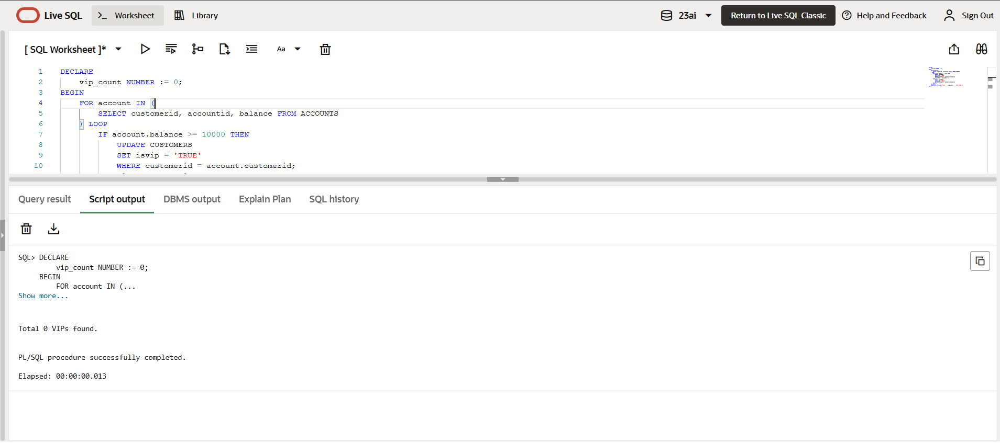 Live SQL Worksheet Library 23ai Return to Live SQL Classic Help and Feedback Sign Out
[ SQL Worksheet ]* Aa
1 DECLARE
2 vip_count NUMBER := 0;
3 BEGIN
4 FOR account IN (
5 SELECT customerid, accountid, balance FROM ACCOUNTS
6 ) LOOP
7 IF account.balance >= 10000 THEN
8 UPDATE CUSTOMERS
9 SET isvip = 'TRUE'
10 WHERE customerid = account.customerid;
Query result Script output DBMS output Explain Plan SQL history
SQL> DECLARE
vip_count NUMBER := 0;
BEGIN
FOR account IN (...
Show more...
Total 0 VIPs found.
PL/SQL procedure successfully completed.
Elapsed: 00:00:00.013